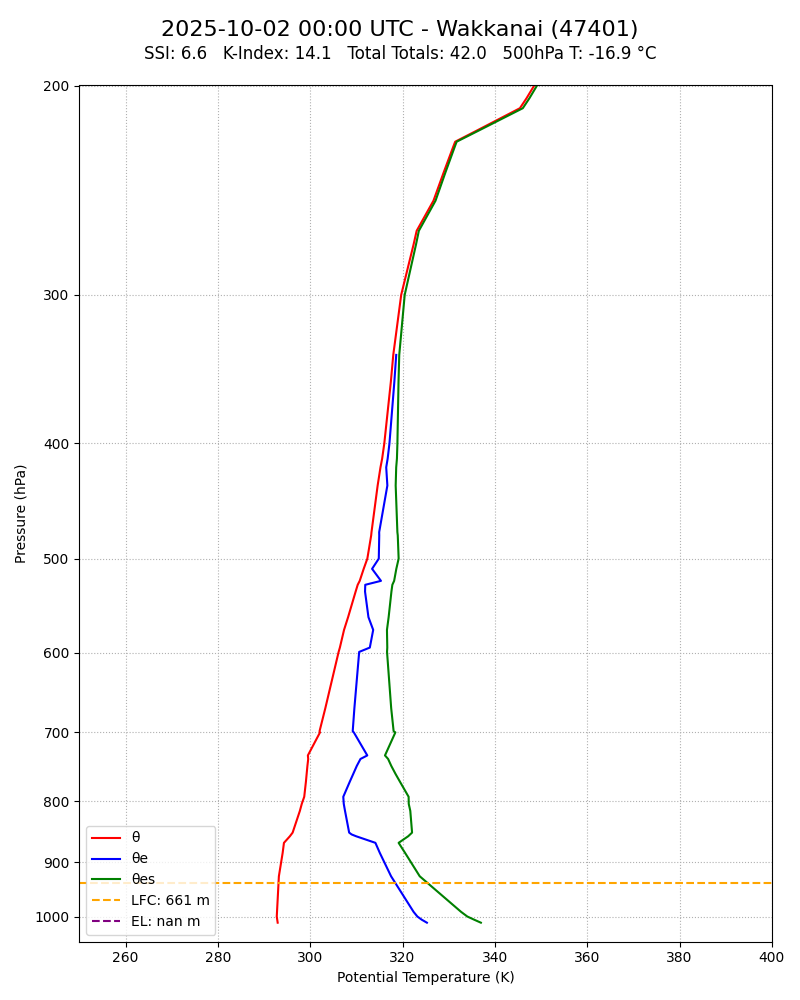 2025-10-02 00:00 UTC - Wakkanai (47401)
SSI: 6.6   K-Index: 14.1   Total Totals: 42.0   500hPa T: -16.9 °C
200
300
400
500
600
700
800
900
1000
Pressure (hPa)
θ
θe
θes
LFC: 661 m
EL: nan m
260
280
300
320
340
360
380
400
Potential Temperature (K)